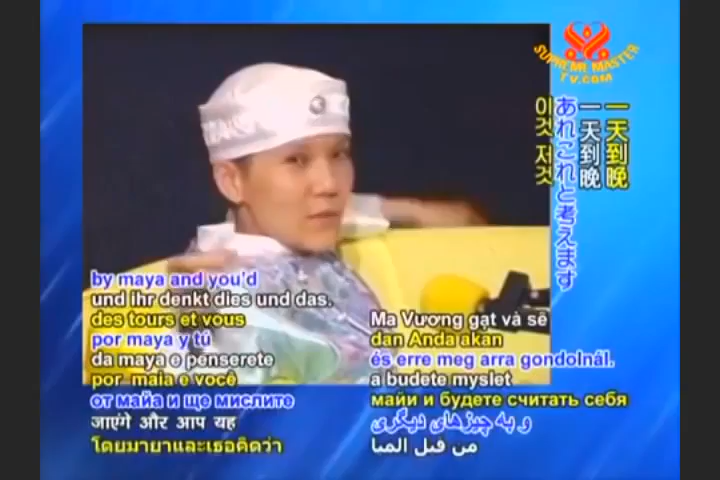 SUPREME MASTER
TV.COM
一天到晚
一天到晚
あれこれと考えます
이것 저것
by maya and you'd
und ihr denkt dies und das.
des tours et vous
por maya y tú
da maya e penserete
por maia e você
от майа и ще мислите
जाएंगे और आप यह
โดยมายาและเธอคิดว่า
Ma Vương gạt và sẽ
dan Anda akan
és erre meg arra gondolnál.
a budete myslet
майи и будете считать себя
و به چیزهای دیگری
من قبل المبا